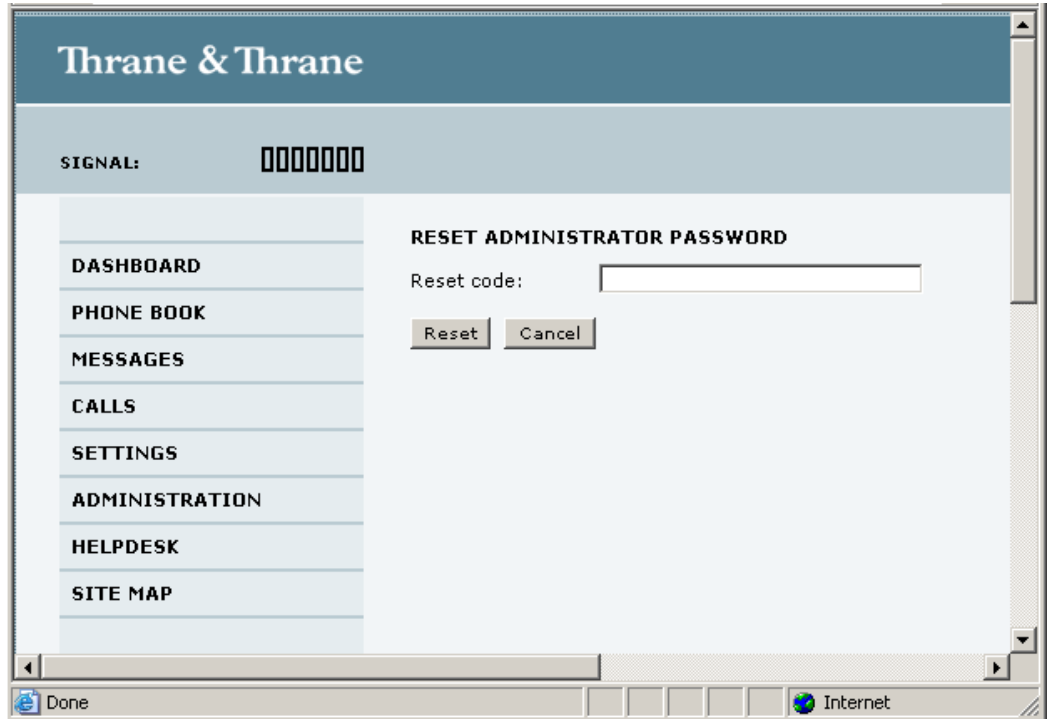 Thrane & Thrane
SIGNAL:
RESET ADMINISTRATOR PASSWORD
Reset code:
Reset Cancel
DASHBOARD
PHONE BOOK
MESSAGES
CALLS
SETTINGS
ADMINISTRATION
HELPDESK
SITE MAP
Done Internet